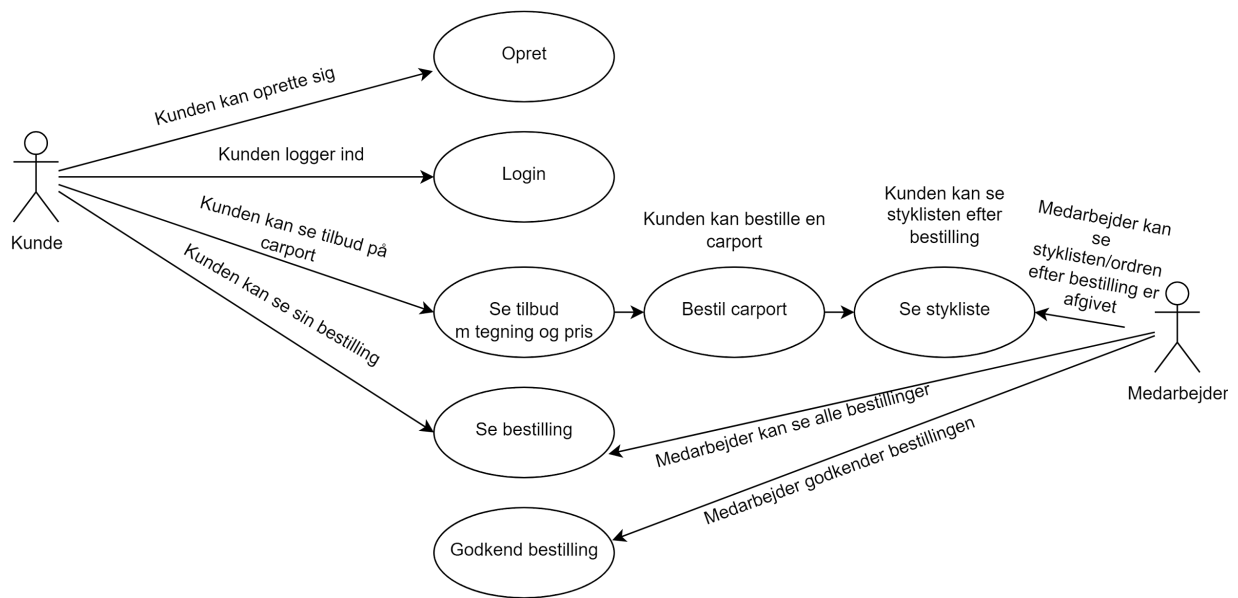 Opret
Kunden kan oprette sig
Kunden logger ind
Login
Kunde
Kunden kan se tilbud på
carport
Kunden kan se sin bestilling
Se tilbud
m tegning og pris
Kunden kan bestille en
carport
Bestil carport
Kunden kan se
styklisten efter
bestilling
Se stykliste
Medarbejder kan
se
styklisten/ordren
efter bestilling er
afgivet
Medarbejder
Se bestilling
Medarbejder kan se alle bestillinger
Medarbejder godkender bestillingen
Godkend bestilling